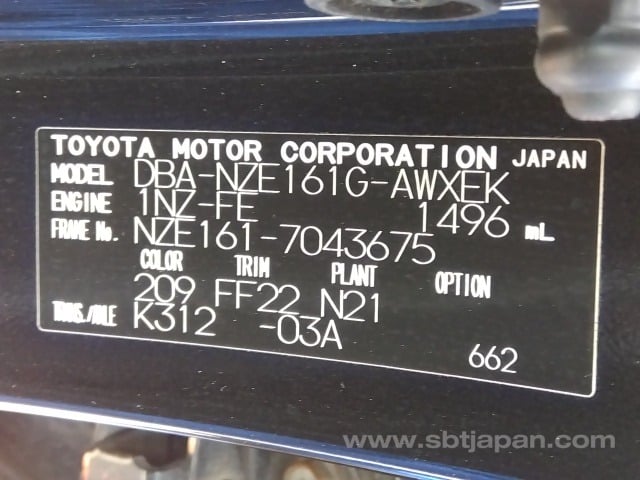 TOYOTA MOTOR CORPORATION JAPAN
MODEL DBA-NZE161G-AWXEK
ENGINE 1NZ-FE 1496 mL
FRAME No. NZE161-7043675
COLOR TRIM PLANT OPTION
209 FF22 N21
TRNS./AXLE K312 -03A
662
www.sbtjapan.com